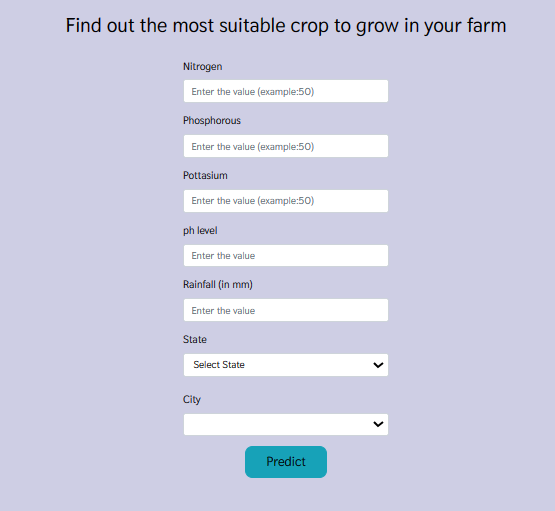 Find out the most suitable crop to grow in your farm
Nitrogen
Enter the value (example:50)
Phosphorous
Enter the value (example:50)
Pottasium
Enter the value (example:50)
ph level
Enter the value
Rainfall (in mm)
Enter the value
State
Select State
City
Predict